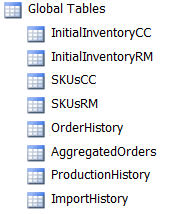 Global Tables
InitialInventoryCC
InitialInventoryRM
SKUsCC
SKUsRM
OrderHistory
AggregatedOrders
ProductionHistory
ImportHistory